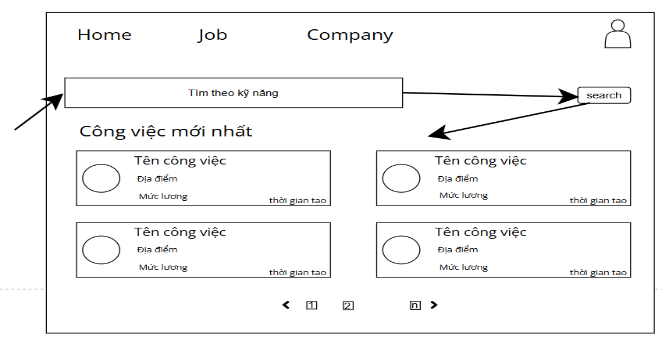 Home Job Company
Tìm theo kỹ năng search
Công việc mới nhất
Tên công việc Tên công việc
Địa điểm Địa điểm
Mức lương Mức lương
thời gian tao thời gian tao
Tên công việc Tên công việc
Địa điểm Địa điểm
Mức lương Mức lương
thời gian tao thời gian tao
< 1 2 n >